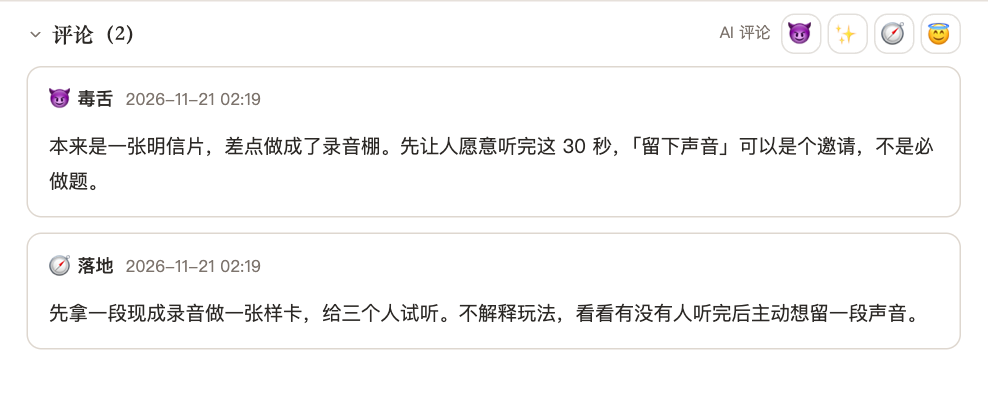 评论（2）
AI 评论
毒舌 2026-11-21 02:19
本来是一张明信片，差点做成了录音棚。先让人愿意听完这 30 秒，「留下声音」可以是个邀请，不是必
做题。
落地 2026-11-21 02:19
先拿一段现成录音做一张样卡，给三个人试听。不解释玩法，看看有没有人听完后主动想留一段声音。